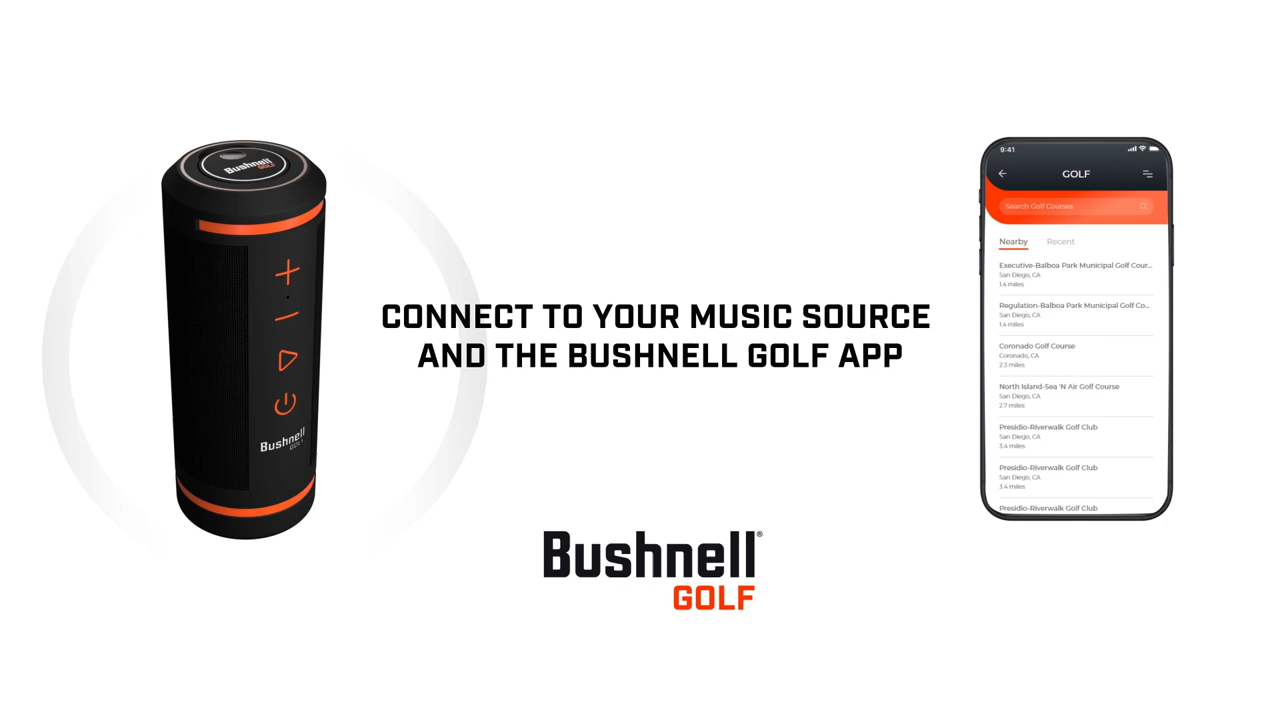 Bushnell
GOLF
Bushnell
GOLF
CONNECT TO YOUR MUSIC SOURCE
AND THE BUSHNELL GOLF APP
Bushnell®
GOLF
9:41
GOLF
Search Golf Courses
Nearby Recent
Executive-Balboa Park Municipal Golf Cour...
San Diego, CA
1.4 miles
Regulation-Balboa Park Municipal Golf Co...
San Diego, CA
1.4 miles
Coronado Golf Course
Coronado, CA
2.3 miles
North Island-Sea 'N Air Golf Course
San Diego, CA
2.7 miles
Presidio-Riverwalk Golf Club
San Diego, CA
3.4 miles
Presidio-Riverwalk Golf Club
San Diego, CA
3.4 miles
Presidio-Riverwalk Golf Club